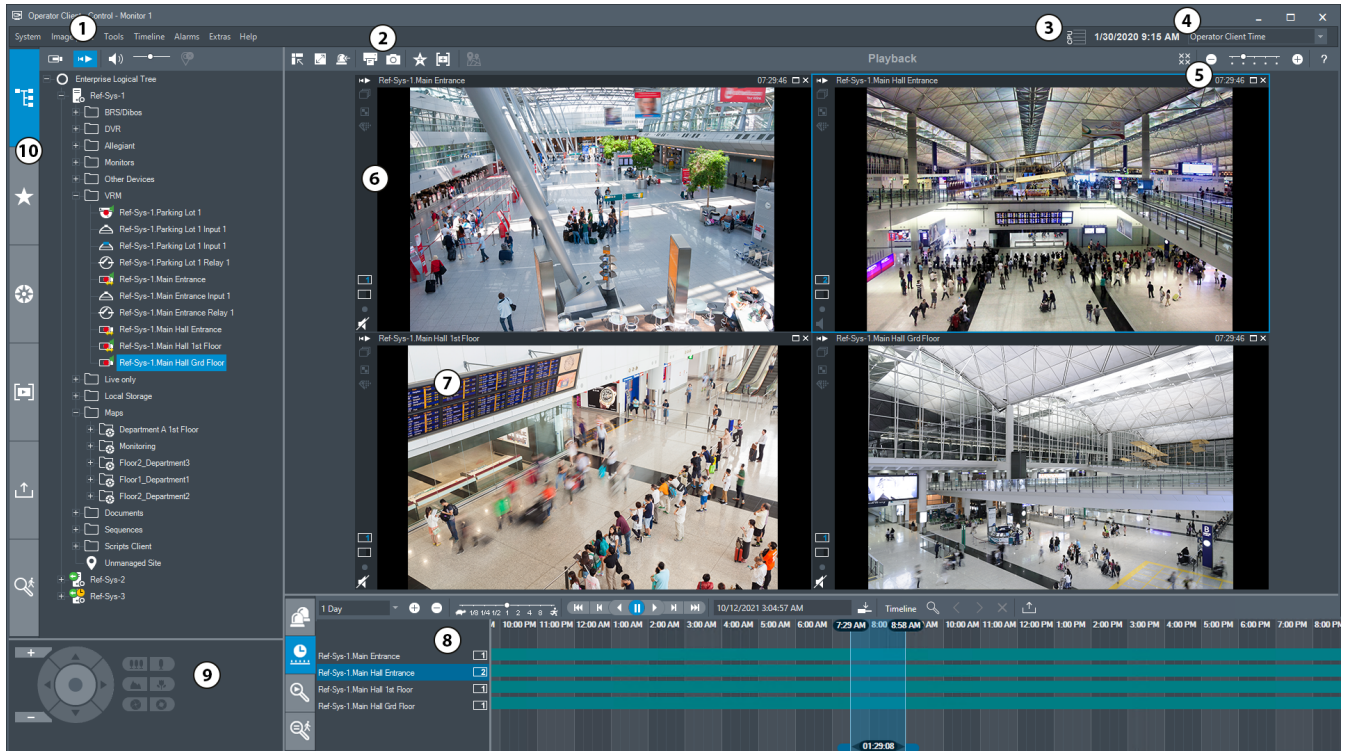 Operator Client - Control - Monitor 1
System Image Tools Timeline Alarms Extras Help
1
2
3
1/30/2020 9:15 AM
4
Operator Client Time
Playback
5
?
Enterprise Logical Tree
Ref-Sys-1
BRS/Dibos
DVR
Allegiant
Monitors
Other Devices
VRM
Ref-Sys-1.Parking Lot 1
Ref-Sys-1.Parking Lot 1 Input 1
Ref-Sys-1.Parking Lot 1 Input 1
Ref-Sys-1.Parking Lot 1 Relay 1
Ref-Sys-1.Main Entrance
Ref-Sys-1.Main Entrance Input 1
Ref-Sys-1.Main Entrance Relay 1
Ref-Sys-1.Main Hall Entrance
Ref-Sys-1.Main Hall 1st Floor
Ref-Sys-1.Main Hall Grd Floor
Live only
Local Storage
Maps
Department A 1st Floor
Monitoring
Floor2_Department3
Floor1_Department1
Floor2_Department2
Documents
Sequences
Scripts Client
Unmanaged Site
Ref-Sys-2
Ref-Sys-3
10
Ref-Sys-1.Main Entrance 07:29:46
Ref-Sys-1.Main Hall Entrance 07:29:46
6
Ref-Sys-1.Main Hall 1st Floor 07:29:46
Ref-Sys-1.Main Hall Grd Floor 07:29:46
7
1 Day
1/8 1/4 1/2 1 2 4 8
10/12/2021 3:04:57 AM
Timeline
8
10:00 PM 11:00 PM 12:00 AM 1:00 AM 2:00 AM 3:00 AM 4:00 AM 5:00 AM 6:00 AM 7:29 AM 8:00 8:58 AM AM 10:00 AM 11:00 AM 12:00 PM 1:00 PM 2:00 PM 3:00 PM 4:00 PM 5:00 PM 6:00 PM 7:00 PM 8:00 P
Ref-Sys-1.Main Entrance 1
Ref-Sys-1.Main Hall Entrance 2
Ref-Sys-1.Main Hall 1st Floor 1
Ref-Sys-1.Main Hall Grd Floor 1
01:29:08
9